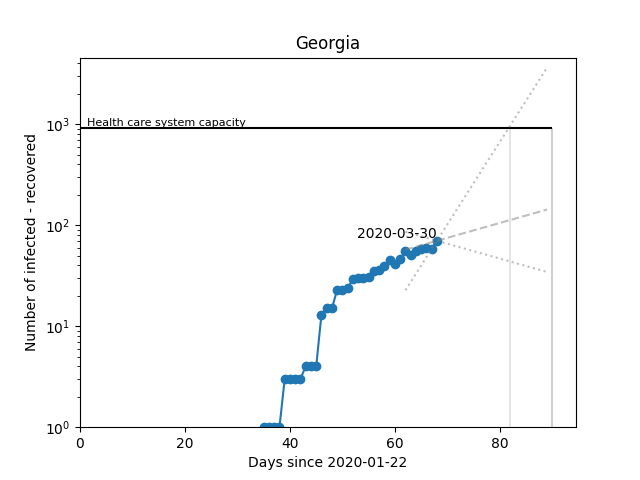 Georgia
Number of infected - recovered
10³
10²
10¹
10⁰
Health care system capacity
2020-03-30
0 20 40 60 80
Days since 2020-01-22